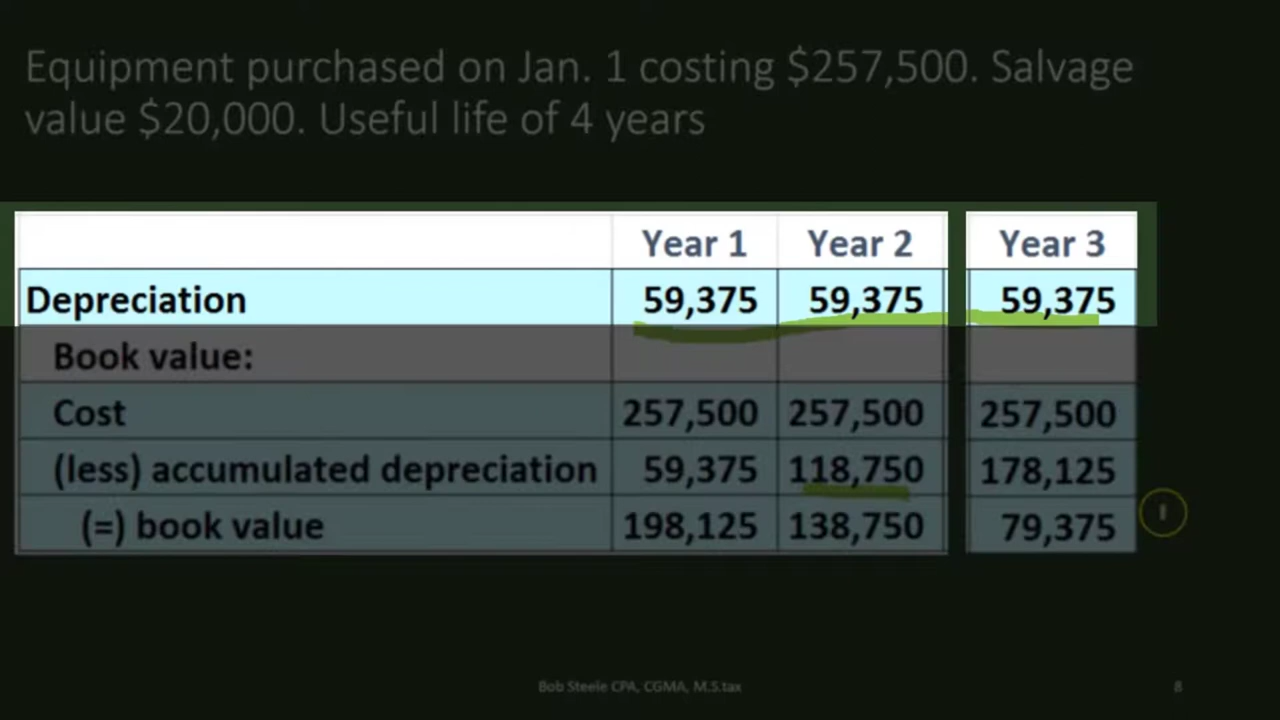 Equipment purchased on Jan. 1 costing $257,500. Salvage
value $20,000. Useful life of 4 years
Year 1 Year 2 Year 3
Depreciation 59,375 59,375 59,375
Book value:
Cost 257,500 257,500 257,500
(less) accumulated depreciation 59,375 118,750 178,125
(=) book value 198,125 138,750 79,375
Bob Steele CPA, CGMA, M.S.tax 8